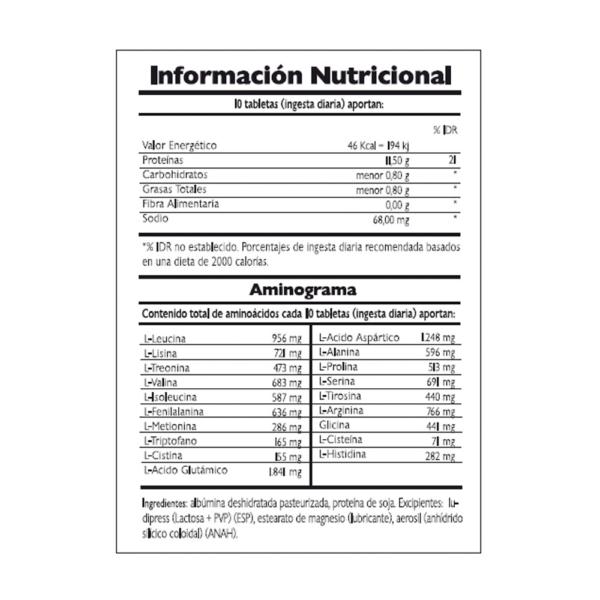 Información Nutricional
10 tabletas (ingesta diaria) aportan:
% IDR
Valor Energético 46 Kcal = 194 kj
Proteínas 11,50 g 21
Carbohidratos menor 0,80 g *
Grasas Totales menor 0,80 g *
Fibra Alimentaria 0,00 g *
Sodio 68,00 mg *
*% IDR no establecido. Porcentajes de ingesta diaria recomendada basados
en una dieta de 2000 calorías.
Aminograma
Contenido total de aminoácidos cada 10 tabletas (ingesta diaria) aportan:
L-Leucina 956 mg L-Acido Aspártico 1.248 mg
L-Lisina 721 mg L-Alanina 596 mg
L-Treonina 473 mg L-Prolina 513 mg
L-Valina 683 mg L-Serina 691 mg
L-Isoleucina 587 mg L-Tirosina 440 mg
L-Fenilalanina 636 mg L-Arginina 766 mg
L-Metionina 286 mg Glicina 441 mg
L-Triptofano 165 mg L-Cisteína 71 mg
L-Cistina 155 mg L-Histidina 282 mg
L-Acido Glutámico 1.841 mg
Ingredientes: albúmina deshidratada pasteurizada, proteína de soja. Excipientes: lu-
dipress (Lactosa + PVP) (ESP), estearato de magnesio (lubricante), aerosil (anhídrido
silícico coloidal) (ANAH).